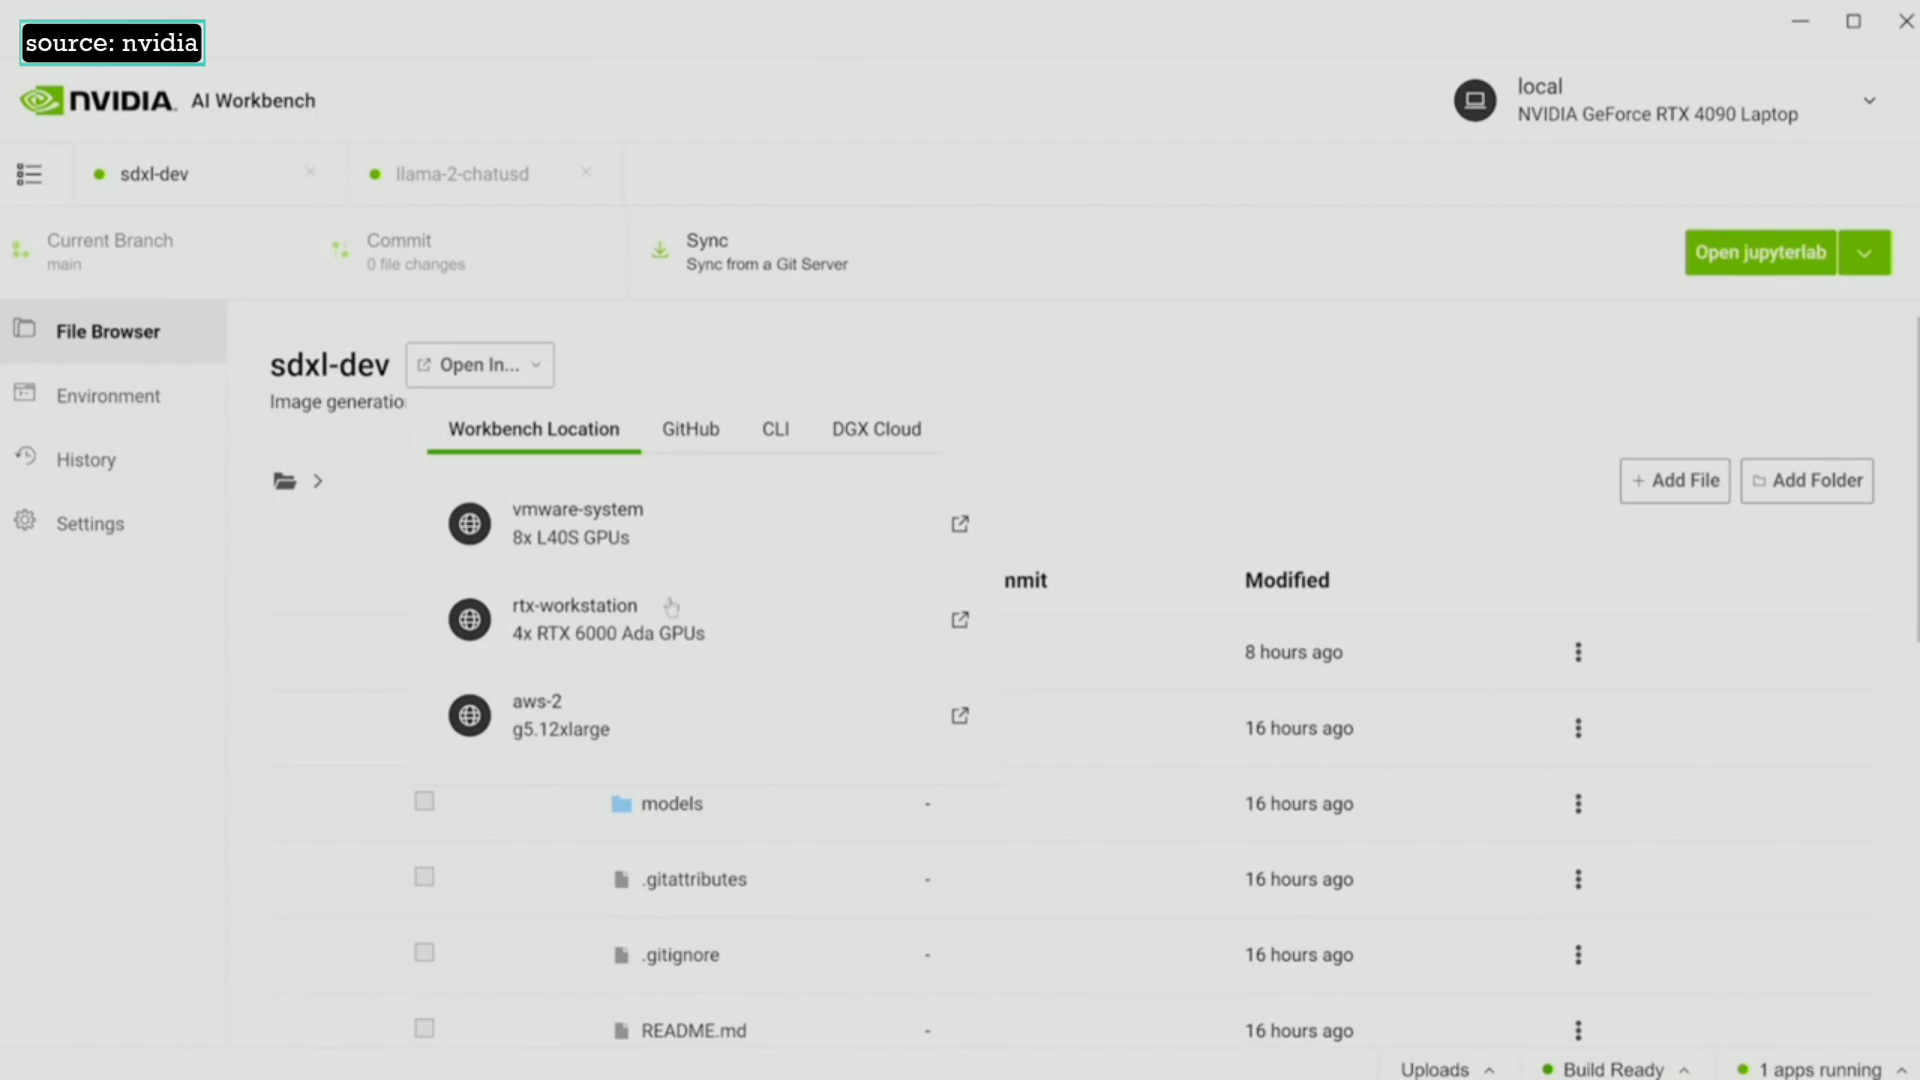 source: nvidia
NVIDIA. AI Workbench
local
NVIDIA GeForce RTX 4090 Laptop
sdxl-dev
llama-2-chatusd
Current Branch
main
Commit
0 file changes
Sync
Sync from a Git Server
Open jupyterlab
File Browser
Environment
History
Settings
sdxl-dev
Open In...
Image generatio
Workbench Location
GitHub
CLI
DGX Cloud
vmware-system
8x L40S GPUs
rtx-workstation
4x RTX 6000 Ada GPUs
aws-2
g5.12xlarge
+ Add File
Add Folder
nmit
Modified
8 hours ago
16 hours ago
models - 16 hours ago
.gitattributes - 16 hours ago
.gitignore - 16 hours ago
README.md - 16 hours ago
Uploads
Build Ready
1 apps running